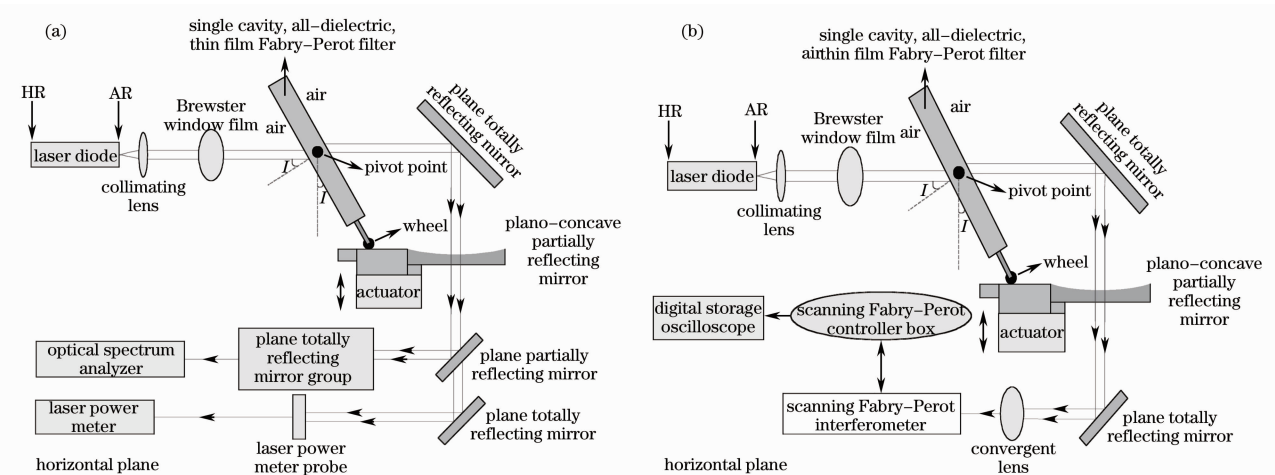 (a)
single cavity, all-dielectric,
thin film Fabry-Perot filter
HR
AR
Brewster
window film
air
air
plane totally
reflecting mirror
laser diode
I
pivot point
collimating
lens
I
wheel
plano-concave
partially
reflecting
mirror
actuator
optical spectrum
analyzer
plane totally
reflecting
mirror group
plane partially
reflecting mirror
laser power
meter
plane totally
reflecting mirror
laser power
meter probe
horizontal plane
(b)
single cavity, all-dielectric,
airthin film Fabry-Perot filter
HR
AR
Brewster
window film
air
air
plane totally
reflecting mirror
laser diode
I
pivot point
collimating
lens
I
wheel
plano-concave
partially
reflecting
mirror
digital storage
oscilloscope
scanning Fabry-Perot
controller box
actuator
scanning Fabry-Perot
interferometer
plane totally
reflecting mirror
convergent
lens
horizontal plane